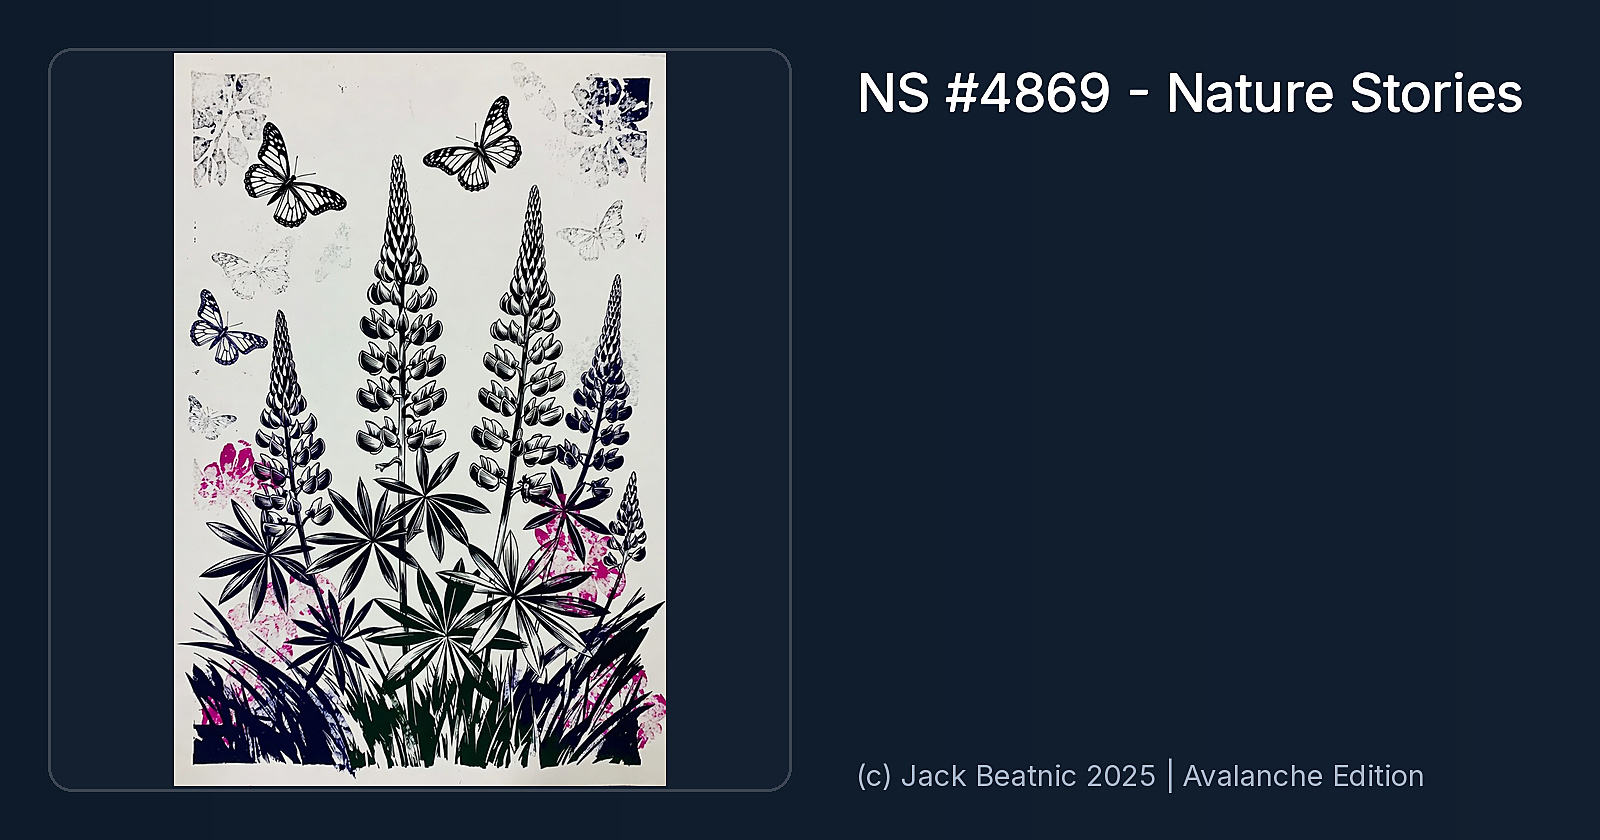 NS #4869 - Nature Stories
(c) Jack Beatnic 2025 | Avalanche Edition